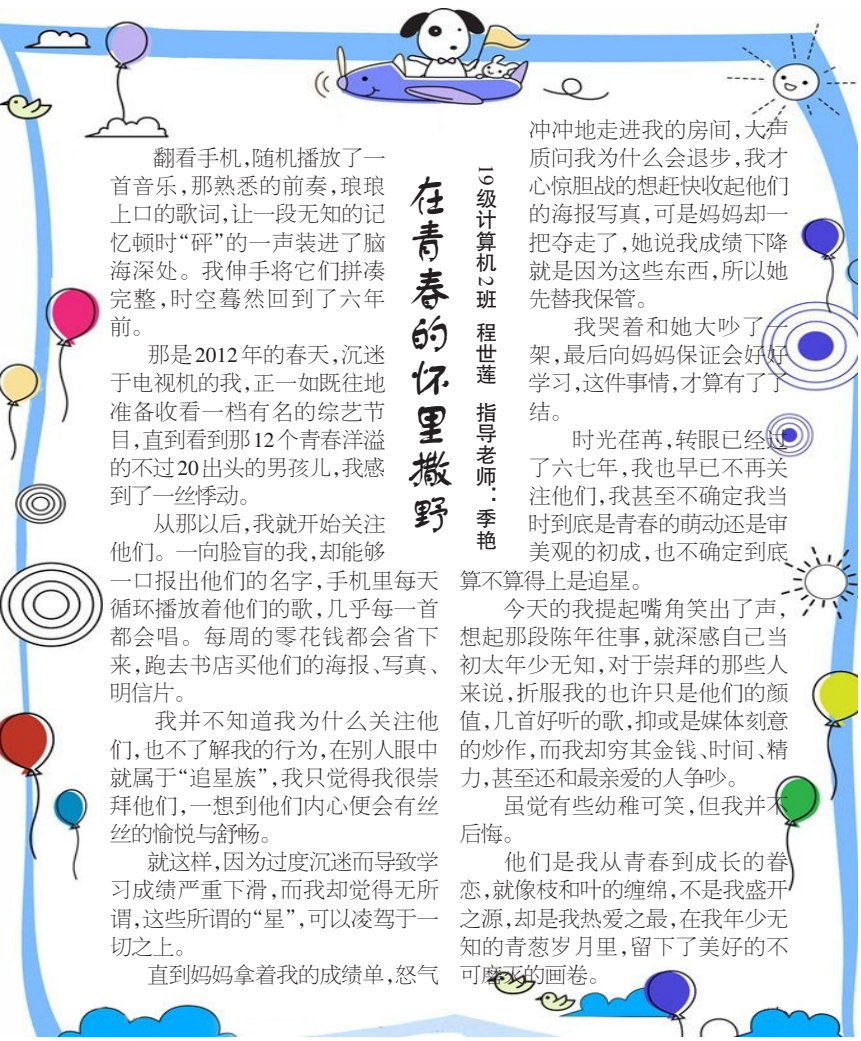 在青春的怀里撒野
19级计算机2班 程世莲 指导老师：季艳
翻看手机，随机播放了一
首音乐，那熟悉的前奏，琅琅
上口的歌词，让一段无知的记
忆顿时“砰”的一声装进了脑
海深处。我伸手将它们拼凑
完整，时空蓦然回到了六年
前。
那是2012年的春天，沉迷
于电视机的我，正一如既往地
准备收看一档有名的综艺节
目，直到看到那12个青春洋溢
的不过20出头的男孩儿，我感
到了一丝悸动。
从那以后，我就开始关注
他们。一向脸盲的我，却能够
一口报出他们的名字，手机里每天
循环播放着他们的歌，几乎每一首
都会唱。每周的零花钱都会省下
来，跑去书店买他们的海报、写真、
明信片。
我并不知道我为什么关注他
们，也不了解我的行为，在别人眼中
就属于“追星族”，我只觉得我很崇
拜他们，一想到他们内心便会有丝
丝的愉悦与舒畅。
就这样，因为过度沉迷而导致学
习成绩严重下滑，而我却觉得无所
谓，这些所谓的“星”，可以凌驾于一
切之上。
直到妈妈拿着我的成绩单，怒气
冲冲地走进我的房间，大声
质问我为什么会退步，我才
心惊胆战的想赶快收起他们
的海报写真，可是妈妈却一
把夺走了，她说我成绩下降
就是因为这些东西，所以她
先替我保管。
我哭着和她大吵了一
架，最后向妈妈保证会好好
学习，这件事情，才算有了了
结。
时光荏苒，转眼已经过
了六七年，我也早已不再关
注他们，我甚至不确定我当
时到底是青春的萌动还是审
美观的初成，也不确定到底
算不算得上是追星。
今天的我提起嘴角笑出了声，
想起那段陈年往事，就深感自己当
初太年少无知，对于崇拜的那些人
来说，折服我的也许只是他们的颜
值，几首好听的歌，抑或是媒体刻意
的炒作，而我却穷其金钱、时间、精
力，甚至还和最亲爱的人争吵。
虽觉有些幼稚可笑，但我并不
后悔。
他们是我从青春到成长的眷
恋，就像枝和叶的缠绵，不是我盛开
之源，却是我热爱之最，在我年少无
知的青葱岁月里，留下了美好的不
可磨灭的画卷。